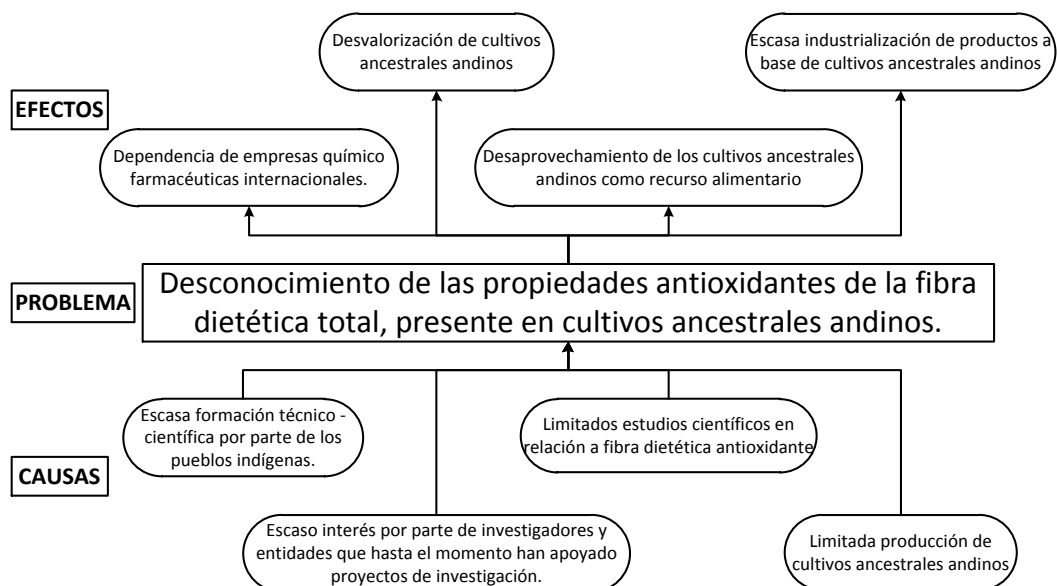 Desvalorización de cultivos
ancestrales andinos
Escasa industrialización de productos a
base de cultivos ancestrales andinos
EFECTOS
Dependencia de empresas químico
farmacéuticas internacionales.
Desaprovechamiento de los cultivos ancestrales
andinos como recurso alimentario
PROBLEMA
Desconocimiento de las propiedades antioxidantes de la fibra
dietética total, presente en cultivos ancestrales andinos.
Escasa formación técnico -
científica por parte de los
pueblos indígenas.
Limitados estudios científicos en
relación a fibra dietética antioxidante
CAUSAS
Escaso interés por parte de investigadores y
entidades que hasta el momento han apoyado
proyectos de investigación.
Limitada producción de
cultivos ancestrales andinos